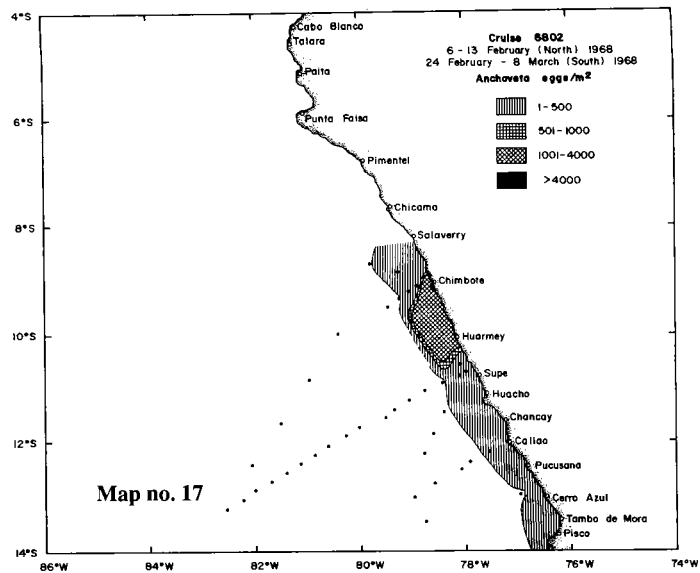 4°S
6°S
8°S
10°S
12°S
14°S
86°W
84°W
82°W
80°W
78°W
76°W
74°W
Cruise 6802
6 - 13 February (North) 1968
24 February - 8 March (South) 1968
Anchoveta eggs/m²
1-500
501-1000
1001-4000
>4000
Cabo Blanco
Talara
Paita
Punta Falsa
Pimentel
Chicama
Salaverry
Chimbote
Huarmey
Supe
Huacho
Chancay
Callao
Pucusana
Cerro Azul
Tambo de Mora
Pisco
Map no. 17